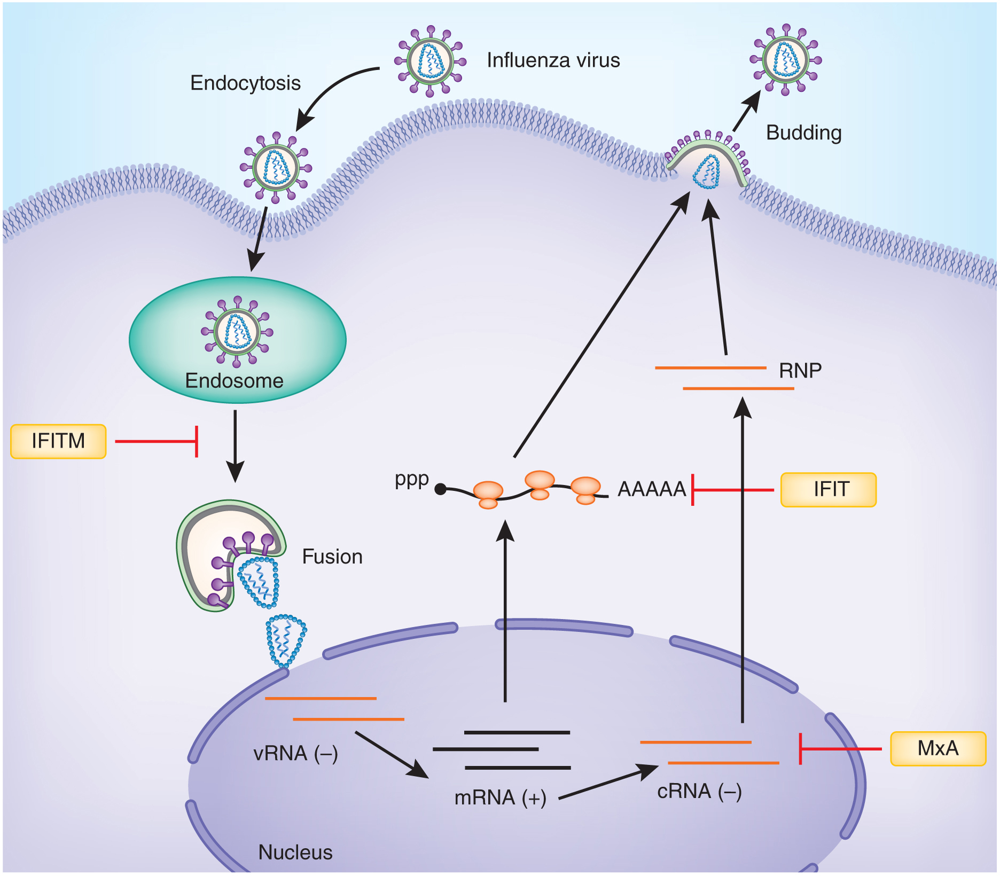 Influenza virus
Endocytosis
Budding
Endosome
RNP
IFITM
ppp
AAAAA
IFIT
Fusion
vRNA (–)
mRNA (+)
cRNA (–)
MxA
Nucleus